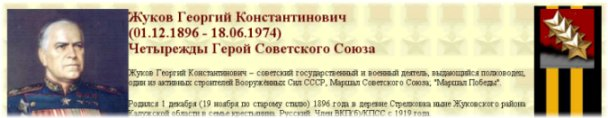 Жуков Георгий Константинович
(01.12.1896 - 18.06.1974)
Четырежды Герой Советского Союза
Жуков Георгий Константинович – советский государственный и военный деятель, выдающийся полководец,
один из активных строителей Вооружённых Сил СССР, Маршал Советского Союза; "Маршал Победы".
Родился 1 декабря (19 ноября по старому стилю) 1896 года в деревне Стрелковка ныне Жуковского района
Калужской области в семье крестьянина. Русский. Член ВКП(б)/КПСС с 1919 года.